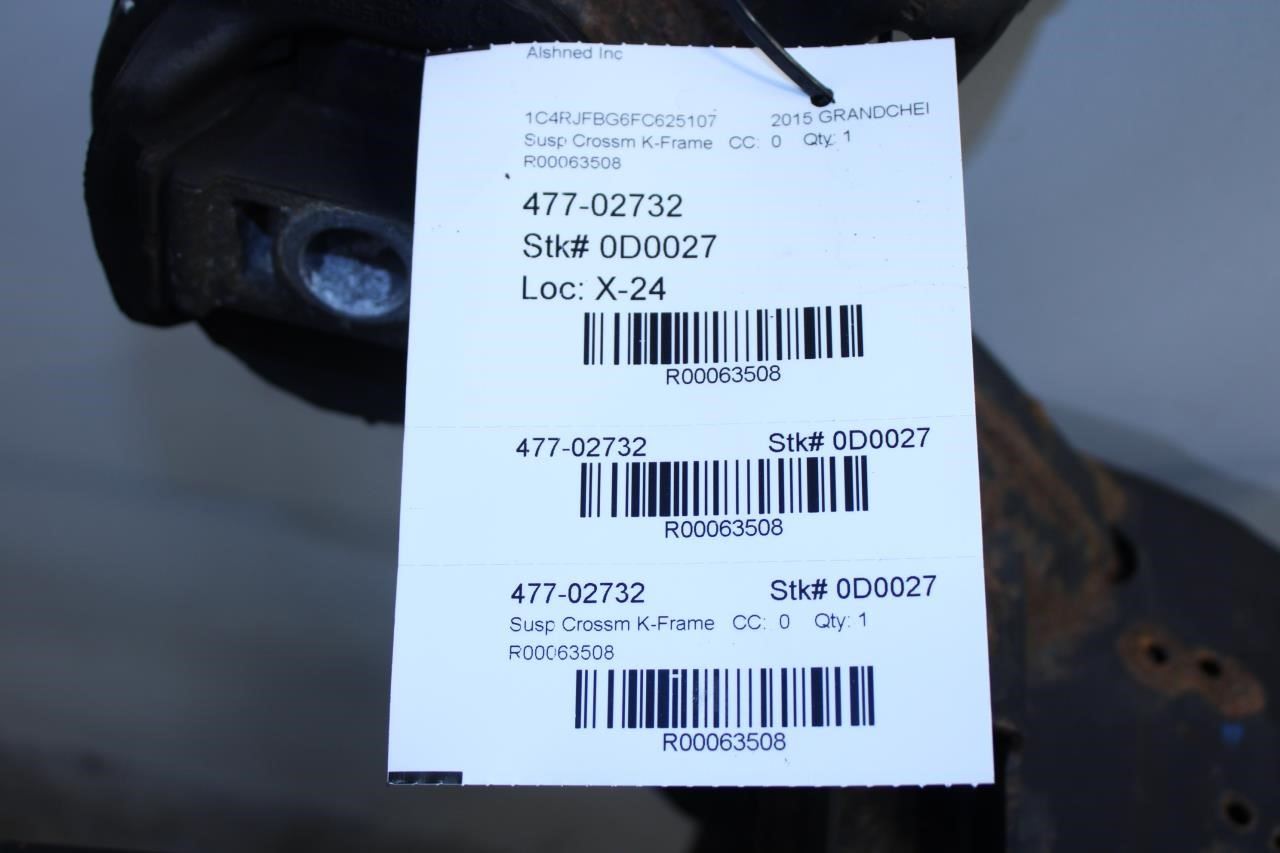 Alshned Inc
1C4RJFBG6FC625107 2015 GRANDCHEI
Susp Crossm K-Frame CC: 0 Qty: 1
R00063508
477-02732
Stk# 0D0027
Loc: X-24
R00063508
477-02732 Stk# 0D0027
R00063508
477-02732 Stk# 0D0027
Susp Crossm K-Frame CC: 0 Qty: 1
R00063508
R00063508